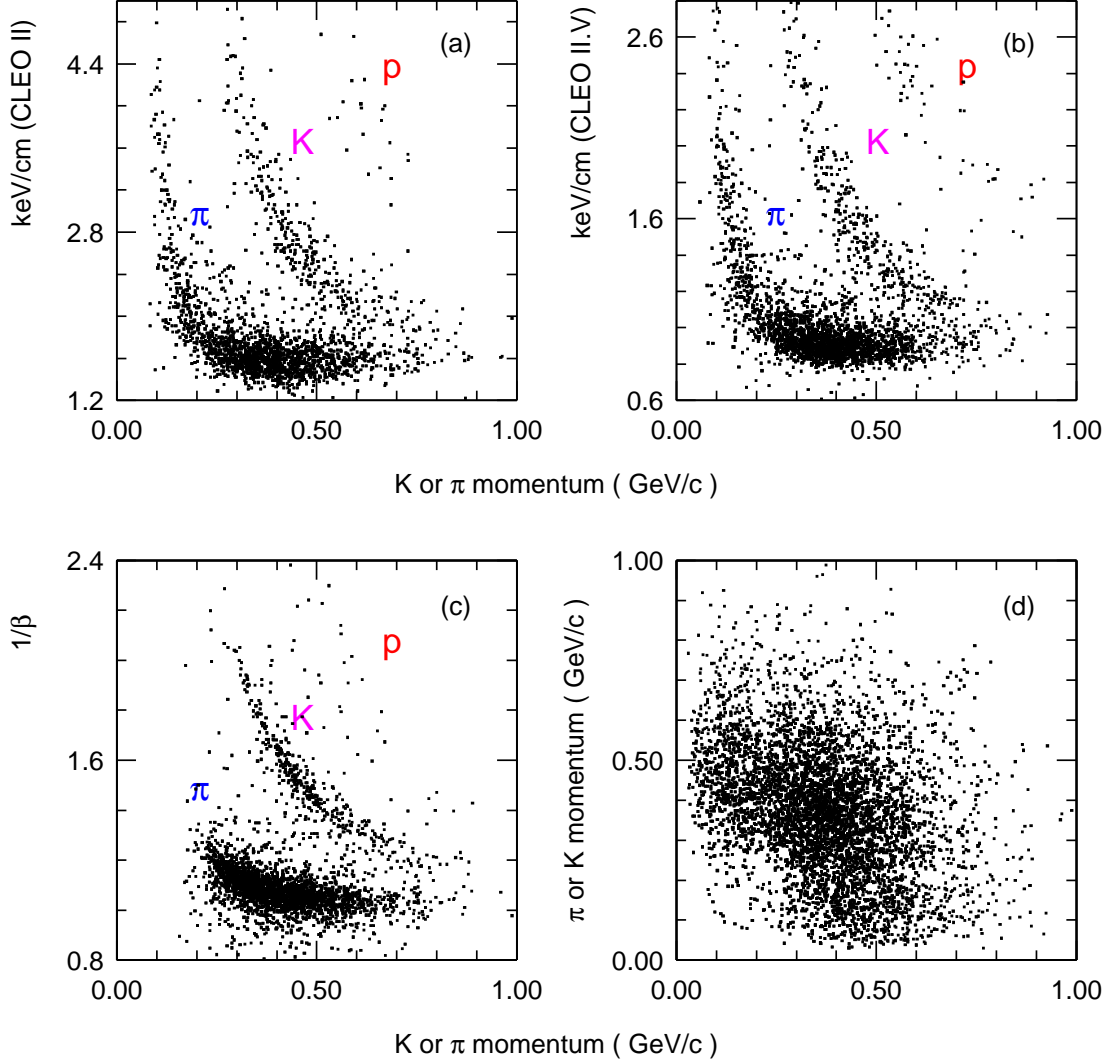 keV/cm (CLEO II)
4.4
2.8
1.2
(a)
p
K
π
0.00 0.50 1.00
K or π momentum ( GeV/c )
keV/cm (CLEO II.V)
2.6
1.6
0.6
(b)
p
K
π
0.00 0.50 1.00
1/β
2.4
1.6
0.8
(c)
p
K
π
0.00 0.50 1.00
π or K momentum ( GeV/c )
1.00
0.50
0.00
(d)
0.00 0.50 1.00
K or π momentum ( GeV/c )